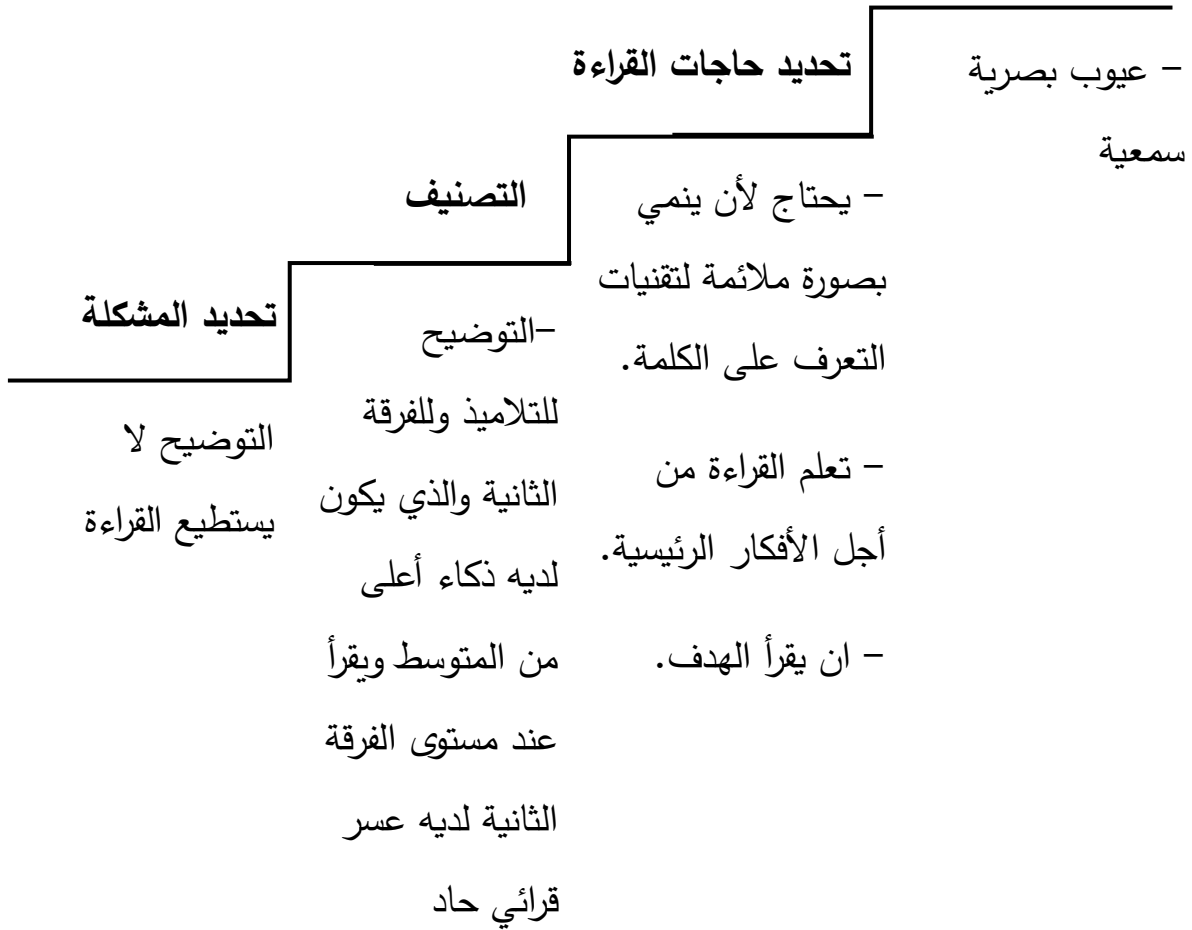 تحديد حاجات القراءة
– عيوب بصرية
سمعية
التصنيف
– يحتاج لأن ينمي
بصورة ملائمة لتقنيات
التعرف على الكلمة.
– تعلم القراءة من
أجل الأفكار الرئيسية.
– ان يقرأ الهدف.
تحديد المشكلة
–التوضيح
للتلاميذ وللفرقة
الثانية والذي يكون
لديه ذكاء أعلى
من المتوسط ويقرأ
عند مستوى الفرقة
الثانية لديه عسر
قرائي حاد
التوضيح لا
يستطيع القراءة